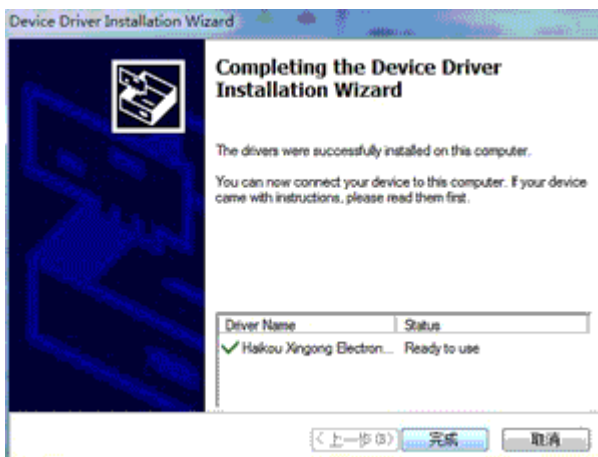 Device Driver Installation Wizard
Completing the Device Driver
Installation Wizard
The drivers were successfully installed on this computer.
You can now connect your device to this computer. If your device
came with instructions, please read them first.
Driver Name Status
Haikou Xingong Electron... Ready to use
<上一步(B) 完成 取消